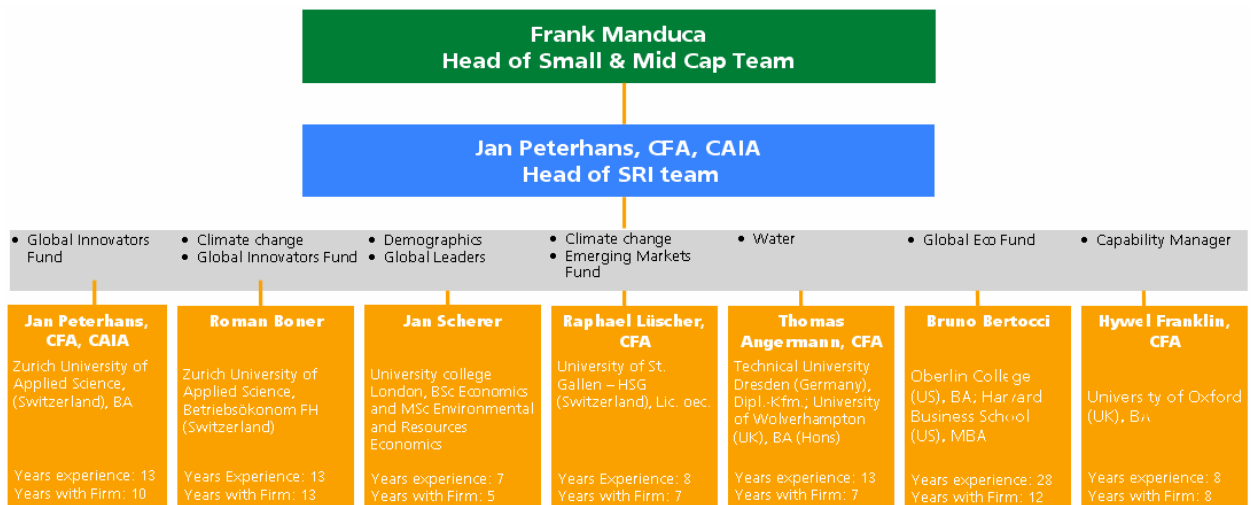 Frank Manduca
Head of Small & Mid Cap Team
Jan Peterhans, CFA, CAIA
Head of SRI team
• Global Innovators
Fund
• Climate change
• Global Innovators Fund
• Demographics
• Global Leaders
• Climate change
• Emerging Markets
Fund
• Water
• Global Eco Fund
• Capability Manager
Jan Peterhans,
CFA, CAIA
Zurich University of
Applied Science,
(Switzerland), BA
Years experience: 13
Years with Firm: 10
Roman Boner
Zurich University of
Applied Science,
Betriebsökonom FH
(Switzerland)
Years Experience: 13
Years with Firm: 13
Jan Scherer
University college
London, BSc Economics
and MSc Environmental
and Resources
Economics
Years experience: 7
Years with Firm: 5
Raphael Lüscher,
CFA
University of St.
Gallen – HSG
(Switzerland), Lic. oec.
Years Experience: 8
Years with Firm: 7
Thomas
Angermann, CFA
Technical University
Dresden (Germany),
Dipl.-Kfm.; University
of Wolverhampton
(UK), BA (Hons)
Years experience: 13
Years with Firm: 7
Bruno Bertocci
Oberlin College
(US), BA; Harvard
Business School
(US), MBA
Years experience: 28
Years with Firm: 12
Hywel Franklin,
CFA
University of Oxford
(UK), BA
Years experience: 8
Years with Firm: 8